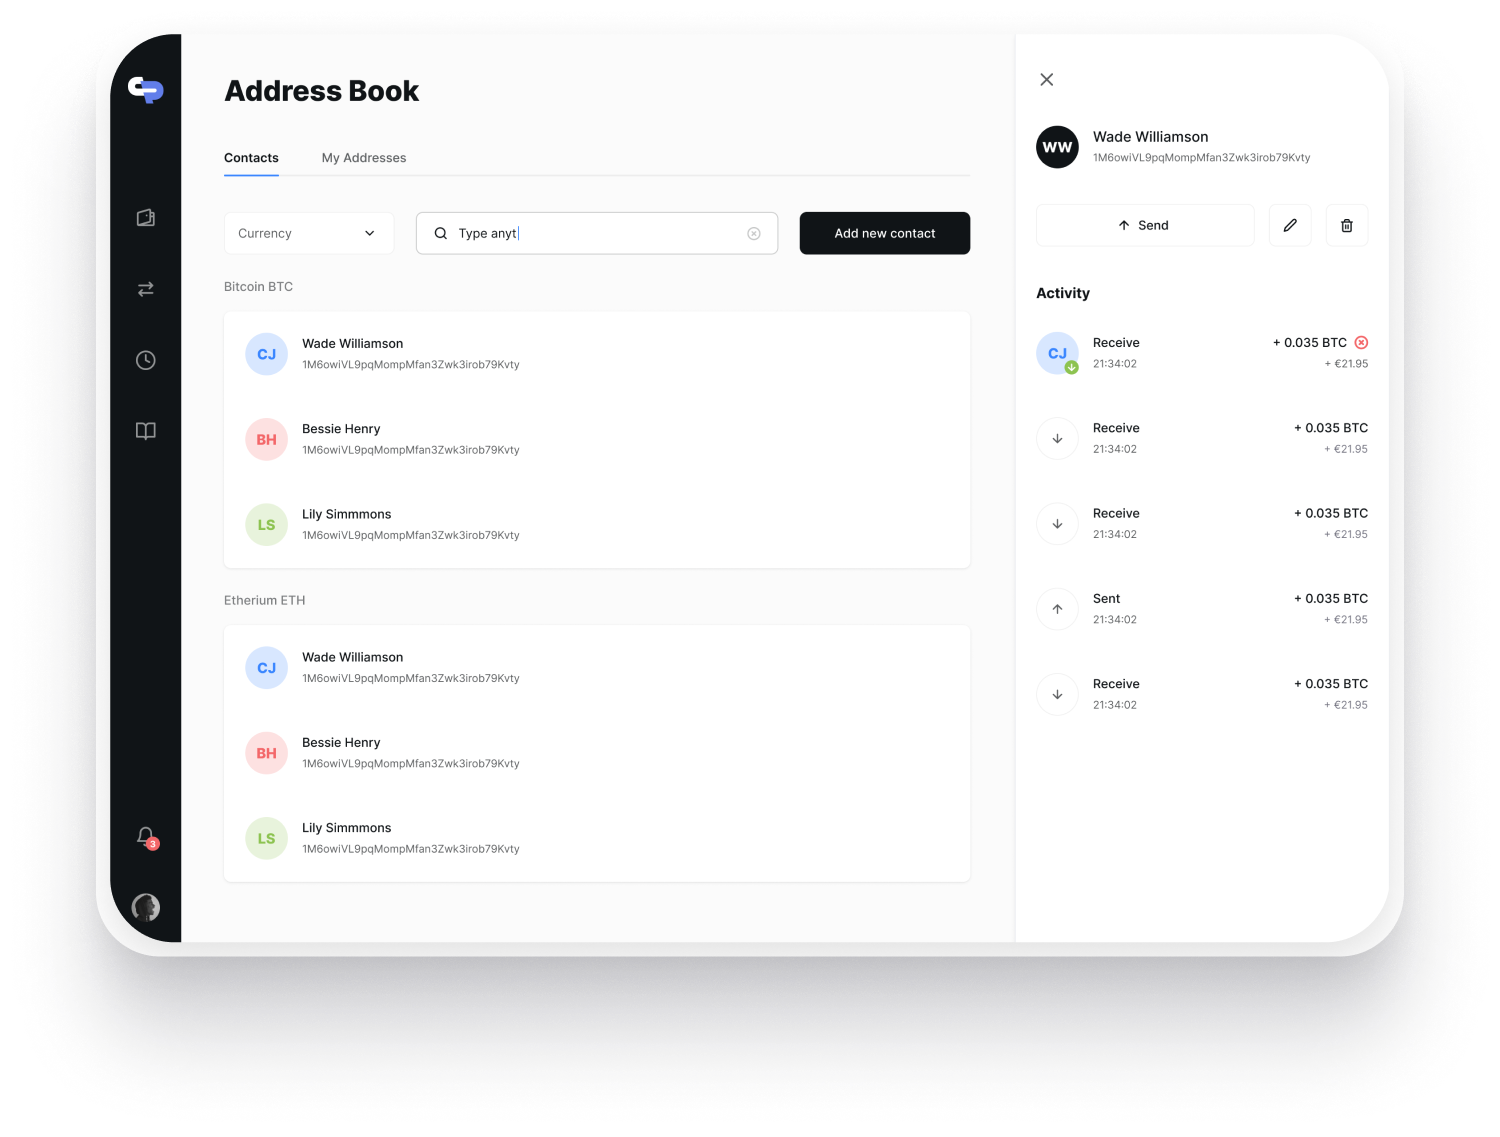 Address Book
Contacts
My Addresses
Currency
Type anyt
Add new contact
Bitcoin BTC
CJ
Wade Williamson
1M6owiVL9pqMompMfan3Zwk3irob79Kvty
BH
Bessie Henry
1M6owiVL9pqMompMfan3Zwk3irob79Kvty
LS
Lily Simmmons
1M6owiVL9pqMompMfan3Zwk3irob79Kvty
Etherium ETH
CJ
Wade Williamson
1M6owiVL9pqMompMfan3Zwk3irob79Kvty
BH
Bessie Henry
1M6owiVL9pqMompMfan3Zwk3irob79Kvty
LS
Lily Simmmons
1M6owiVL9pqMompMfan3Zwk3irob79Kvty
3
WW
Wade Williamson
1M6owiVL9pqMompMfan3Zwk3irob79Kvty
Send
Activity
CJ
Receive + 0.035 BTC
21:34:02 + €21.95
Receive + 0.035 BTC
21:34:02 + €21.95
Receive + 0.035 BTC
21:34:02 + €21.95
Sent + 0.035 BTC
21:34:02 + €21.95
Receive + 0.035 BTC
21:34:02 + €21.95